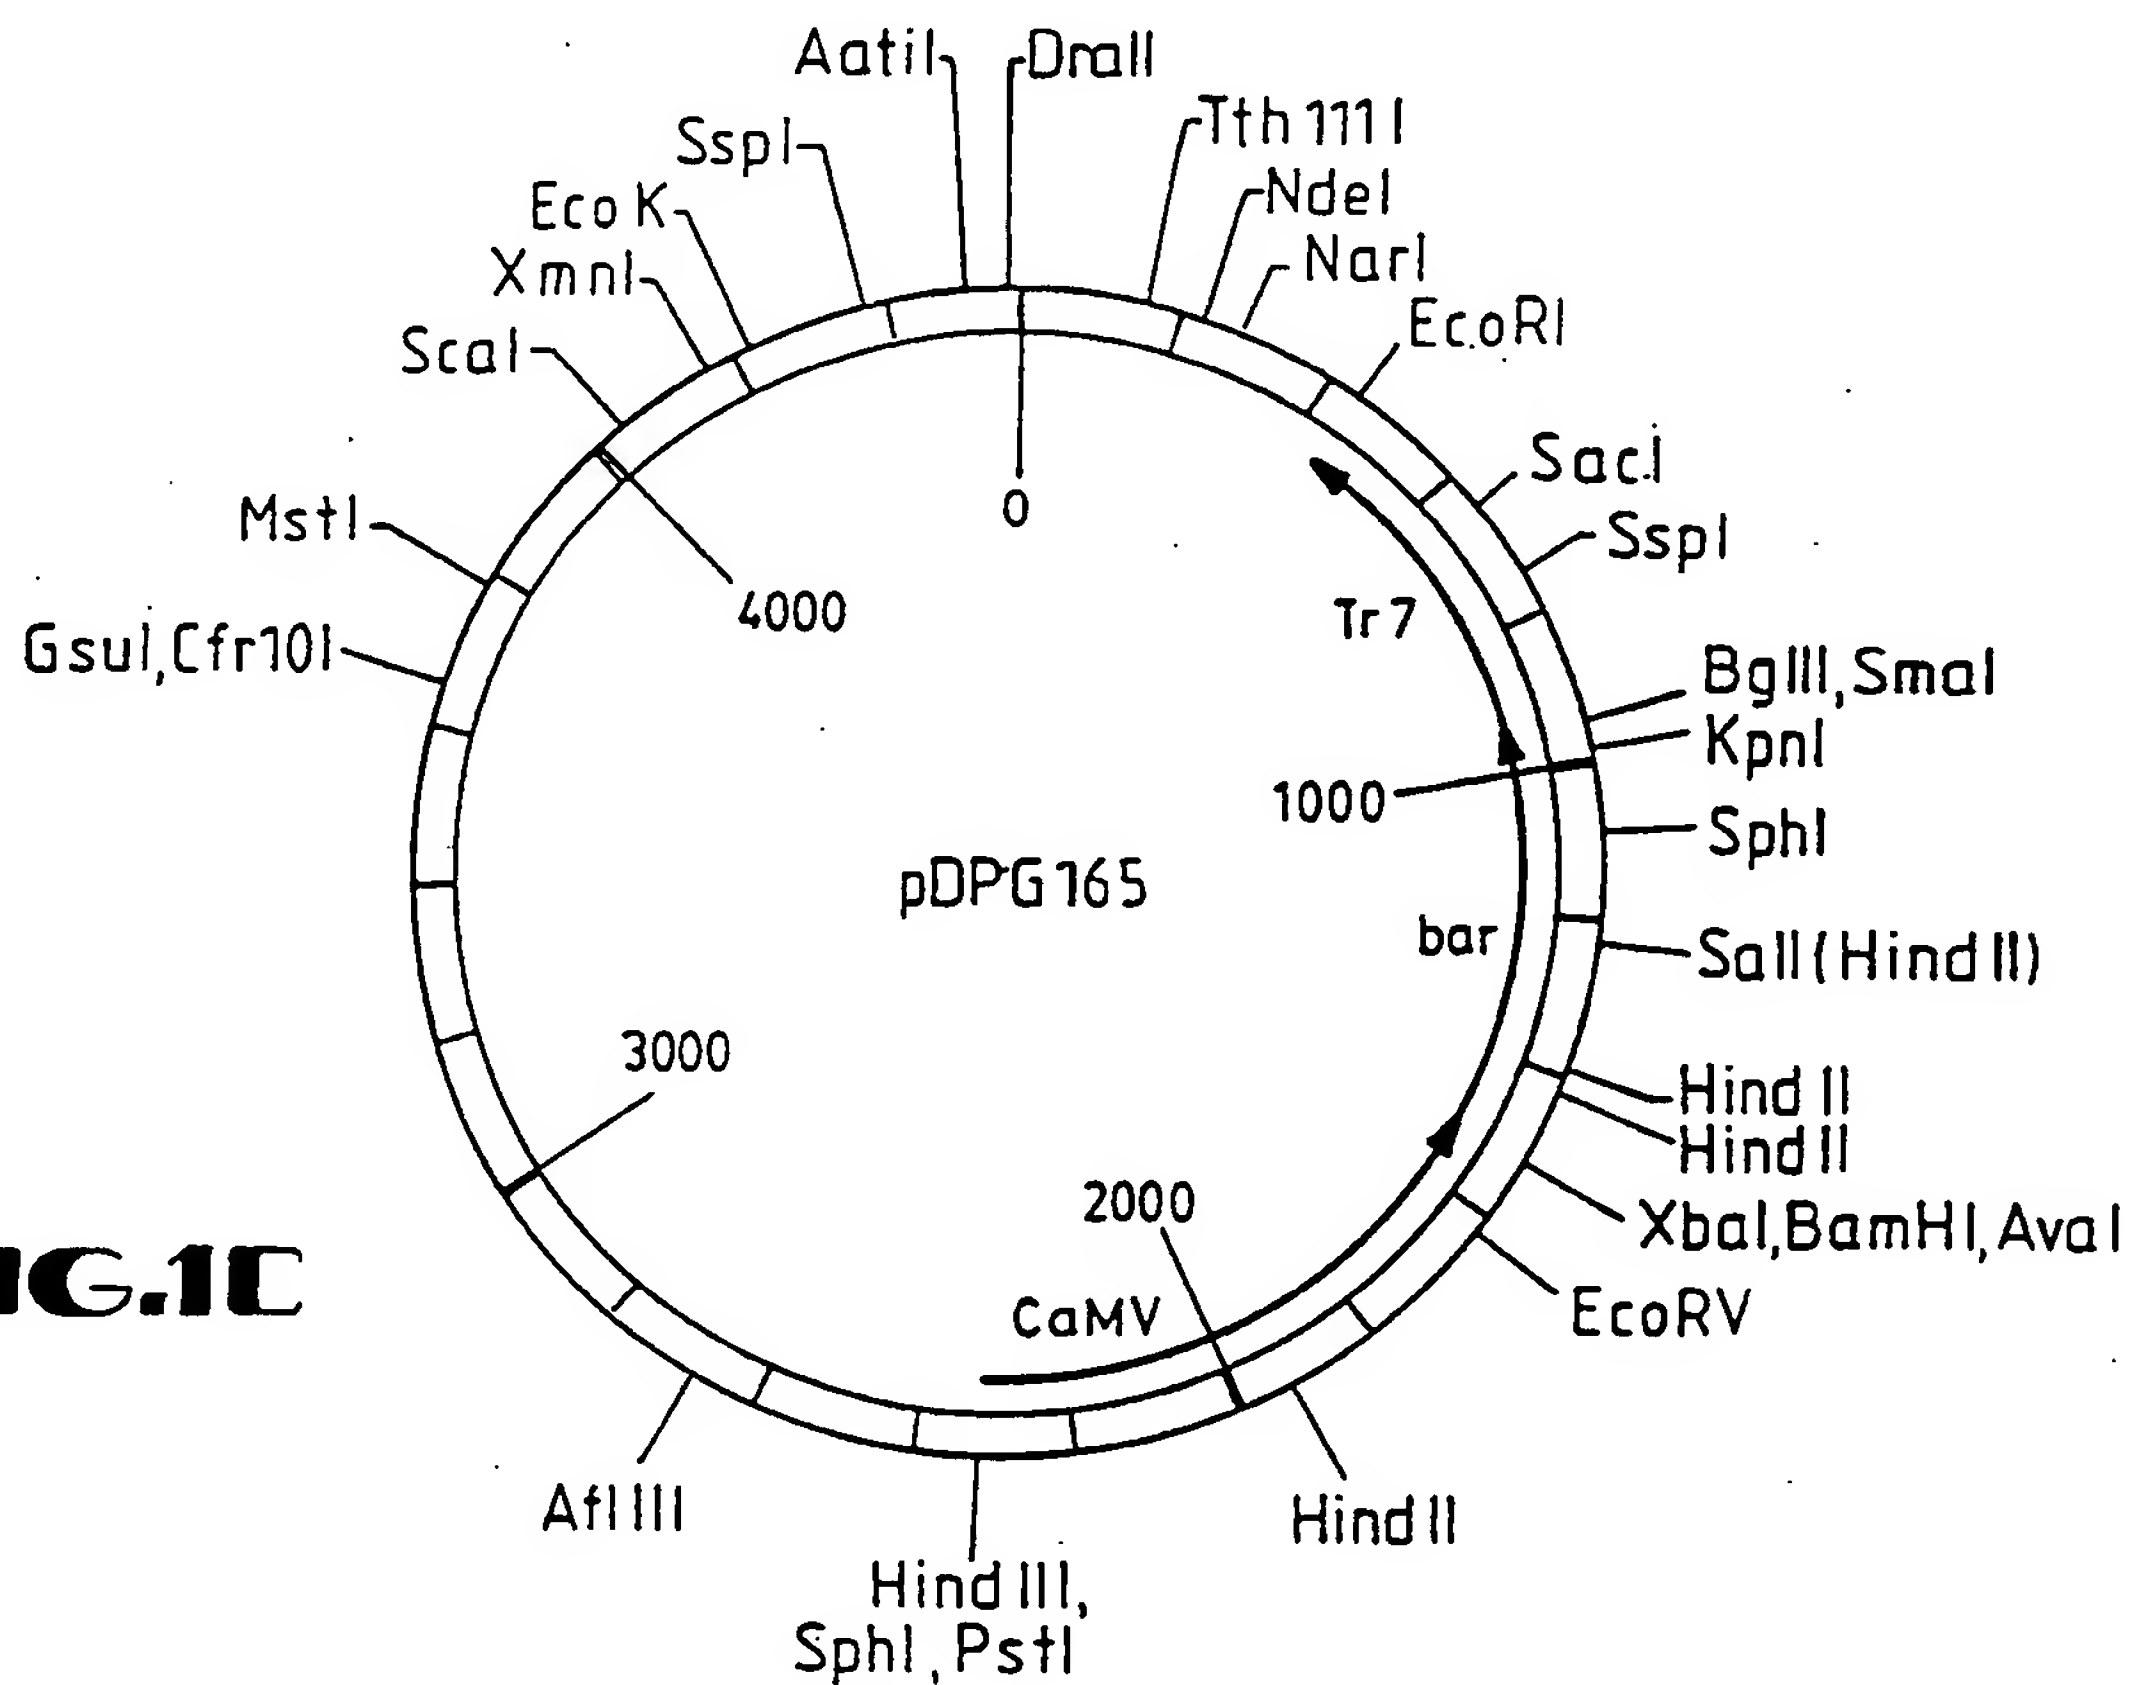 AatiI
DraII
Tth111I
SspI
NdeI
EcoK
NarI
XmnI
EcoRI
ScaI
SacI
0
MstI
SspI
4000
Tr7
GsuI,Cfr10I
BglII,SmaI
KpnI
1000
SphI
pDPG165
bar
SalI(HindII)
3000
HindII
HindII
2000
XbaI,BamHI,AvaI
IG.1C
CaMV
EcoRV
AflIII
HindII
HindIII,
SphI,PstI